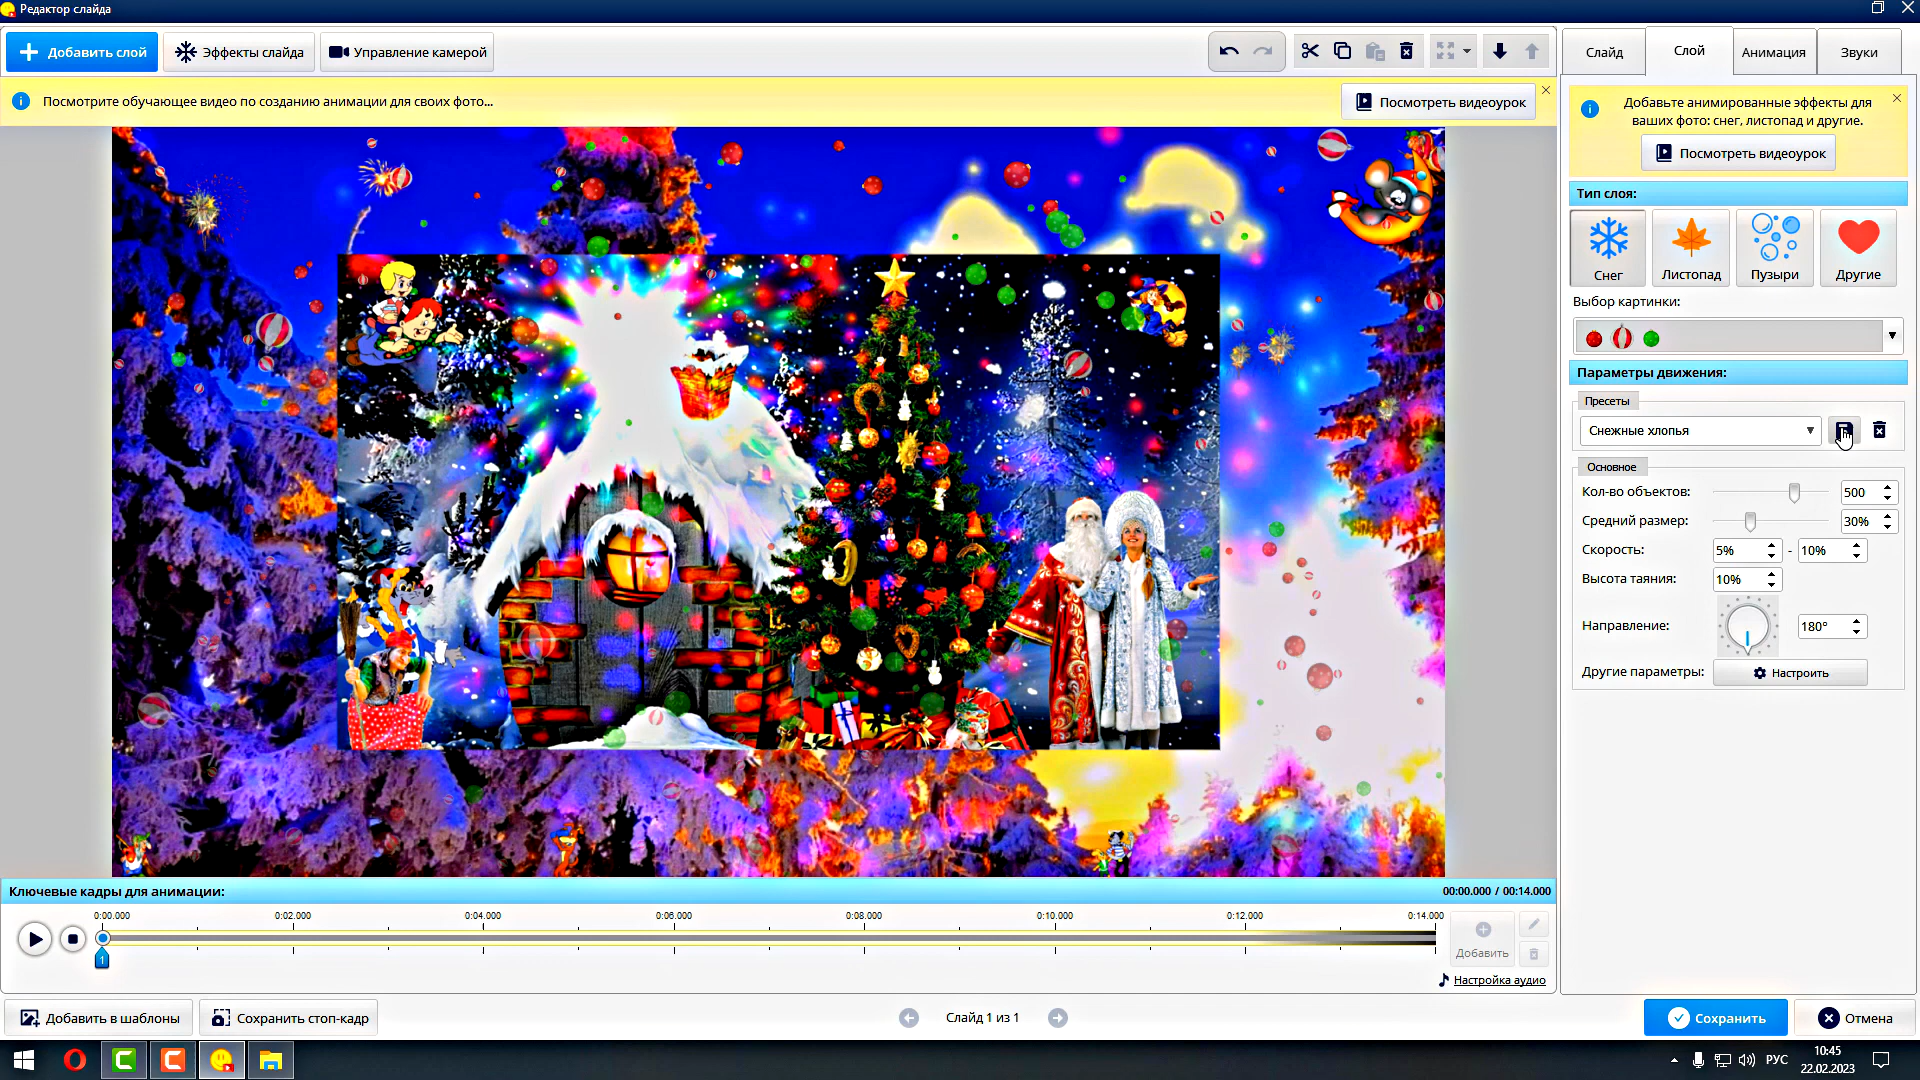 Редактор слайда
Добавить слой
Эффекты слайда
Управление камерой
Слайд
Слой
Анимация
Звуки
Посмотрите обучающее видео по созданию анимации для своих фото...
Посмотреть видеоурок
Добавьте анимированные эффекты для
ваших фото: снег, листопад и другие.
Посмотреть видеоурок
Тип слоя:
Снег
Листопад
Пузыри
Другие
Выбор картинки:
Параметры движения:
Пресеты
Снежные хлопья
Основное
Кол-во объектов:
500
Средний размер:
30%
Скорость:
5%
-
10%
Высота таяния:
10%
Направление:
180°
Другие параметры:
Настроить
Ключевые кадры для анимации:
00:00.000 / 00:14.000
0:00.000
0:02.000
0:04.000
0:06.000
0:08.000
0:10.000
0:12.000
0:14.000
1
Добавить
Настройка аудио
Добавить в шаблоны
Сохранить стоп-кадр
Слайд 1 из 1
Сохранить
Отмена
РУС
10:45
22.02.2023